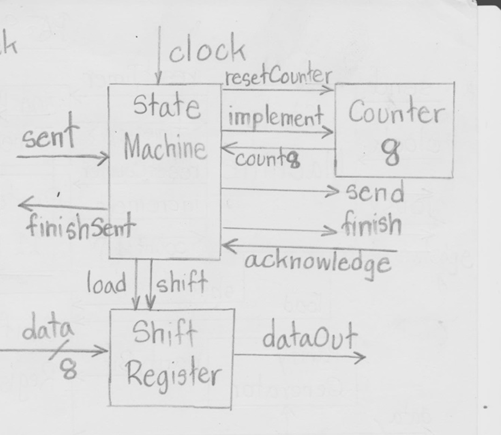 k
clock
resetCounter
State
Machine
implement
Counter
8
sent
count8
send
finishSent
finish
acknowledge
load
shift
data
8
Shift
Register
dataOut